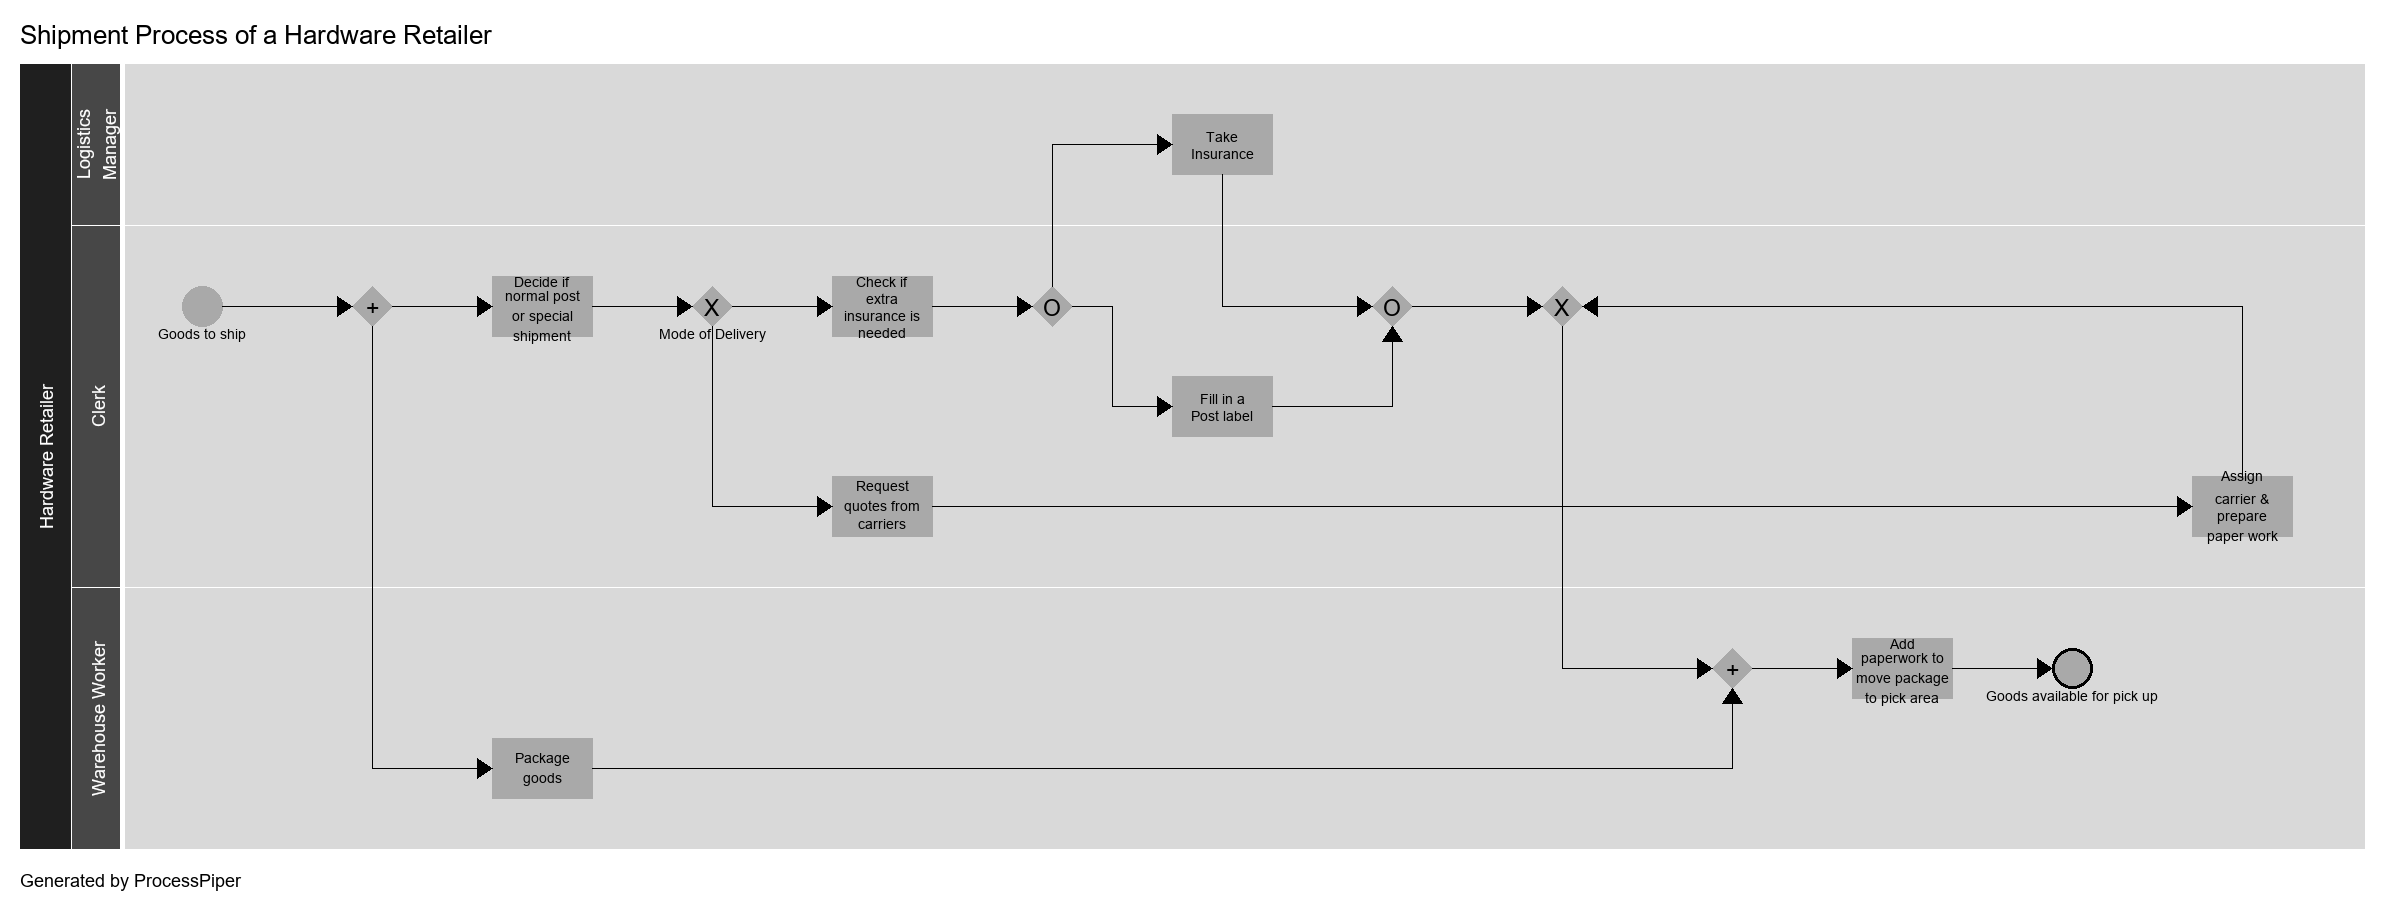 Shipment Process of a Hardware Retailer
Hardware Retailer
Logistics
Manager
Take
Insurance
Clerk
Goods to ship
+
Decide if
normal post
or special
shipment
X
Mode of Delivery
Check if
extra
insurance is
needed
O
O
X
Fill in a
Post label
Request
quotes from
carriers
Assign
carrier &
prepare
paper work
Warehouse Worker
+
Add
paperwork to
move package
to pick area
Goods available for pick up
Package
goods
Generated by ProcessPiper